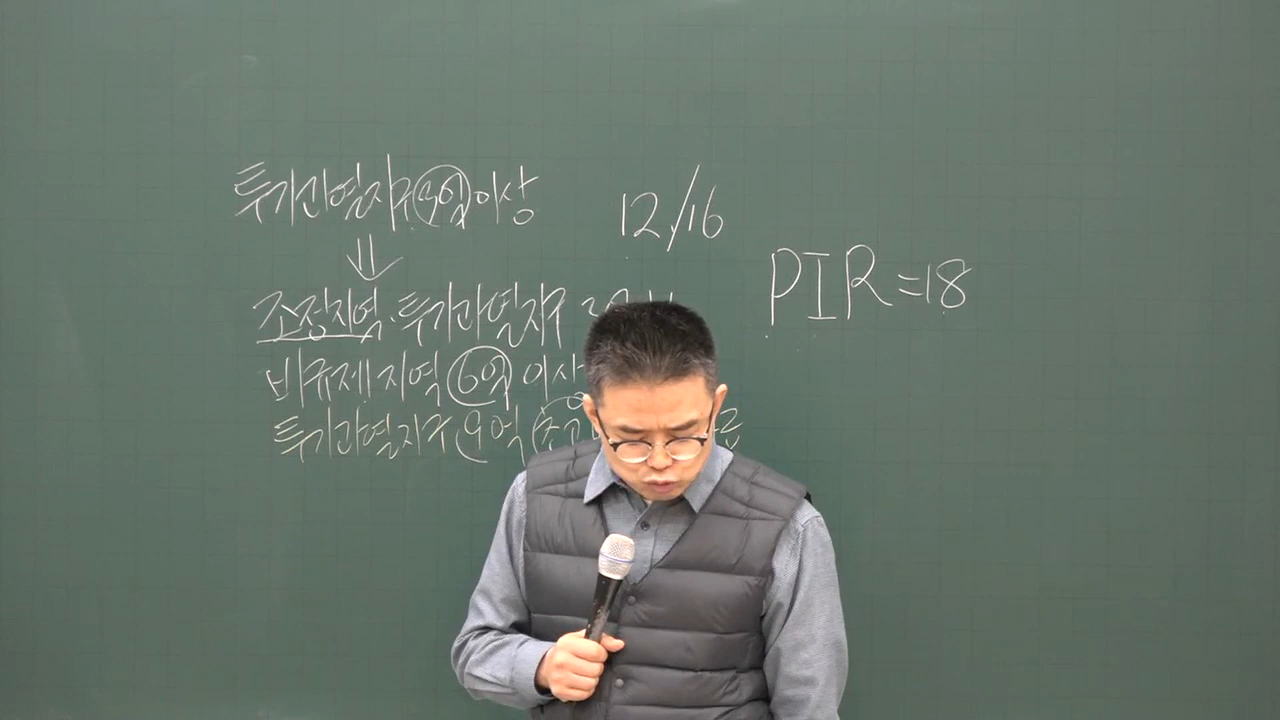 투기과열지구 3억 이상
12/16
⇓
PIR=18
조정지역·투기과열지구
비규제지역 6억 이상
투기과열지구 9억